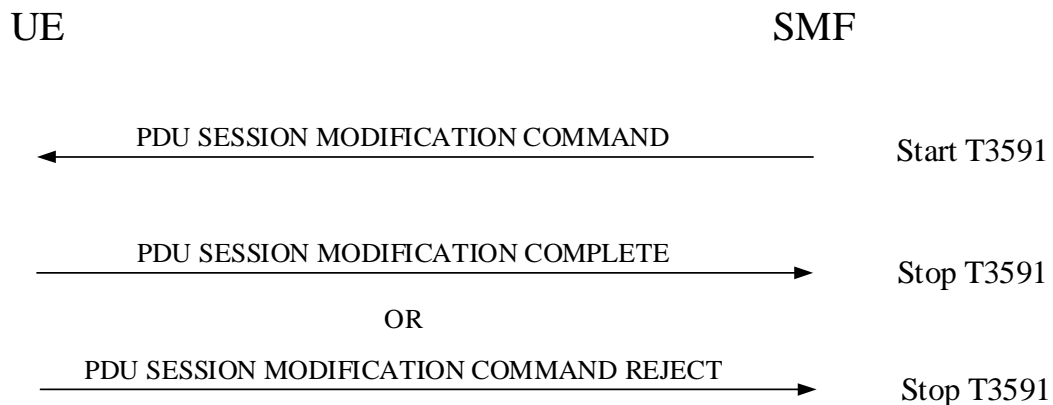 UE SMF
PDU SESSION MODIFICATION COMMAND Start T3591
PDU SESSION MODIFICATION COMPLETE Stop T3591
OR
PDU SESSION MODIFICATION COMMAND REJECT Stop T3591